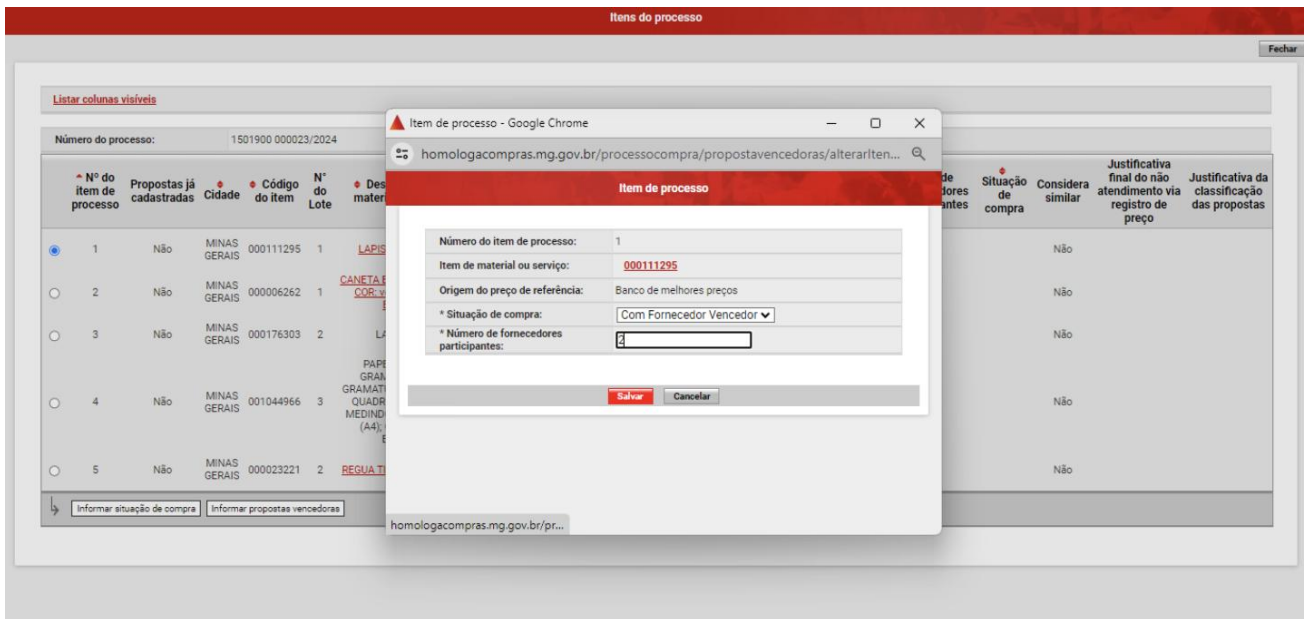 Itens do processo
Fechar
Listar colunas visíveis
Número do processo: 1501900 000023/2024
Nº do item de processo
Propostas já cadastradas
Cidade
Código do item
N° do Lote
Situação de compra
Considera similar
Justificativa final do não atendimento via registro de preço
Justificativa da classificação das propostas
1 Não MINAS GERAIS 000111295 1 LAPIS Não
2 Não MINAS GERAIS 000006262 1 CANETA Não
COR:
3 Não MINAS GERAIS 000176303 2 Não
4 Não MINAS GERAIS 001044966 3 Não
MEDIND
(A4);
5 Não MINAS GERAIS 000023221 2 REGUA Não
Informar situação de compra Informar propostas vencedoras
Item de processo - Google Chrome
homologacompras.mg.gov.br/processocompra/propostavencedoras/alterarIten...
Item de processo
Número do item de processo: 1
Item de material ou serviço: 000111295
Origem do preço de referência: Banco de melhores preços
* Situação de compra: Com Fornecedor Vencedor
* Número de fornecedores participantes: 2
Salvar Cancelar
homologacompras.mg.gov.br/pr...